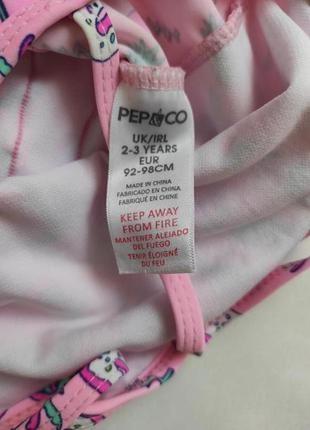 PEP&CO
UK/IRL
2-3 YEARS
EUR
92-98CM
MADE IN CHINA
FABRICADO EN CHINA
FABRIQUÉ EN CHINE
KEEP AWAY
FROM FIRE
MANTENER ALEJADO
DEL FUEGO
TENIR ÉLOIGNÉ
DU FEU